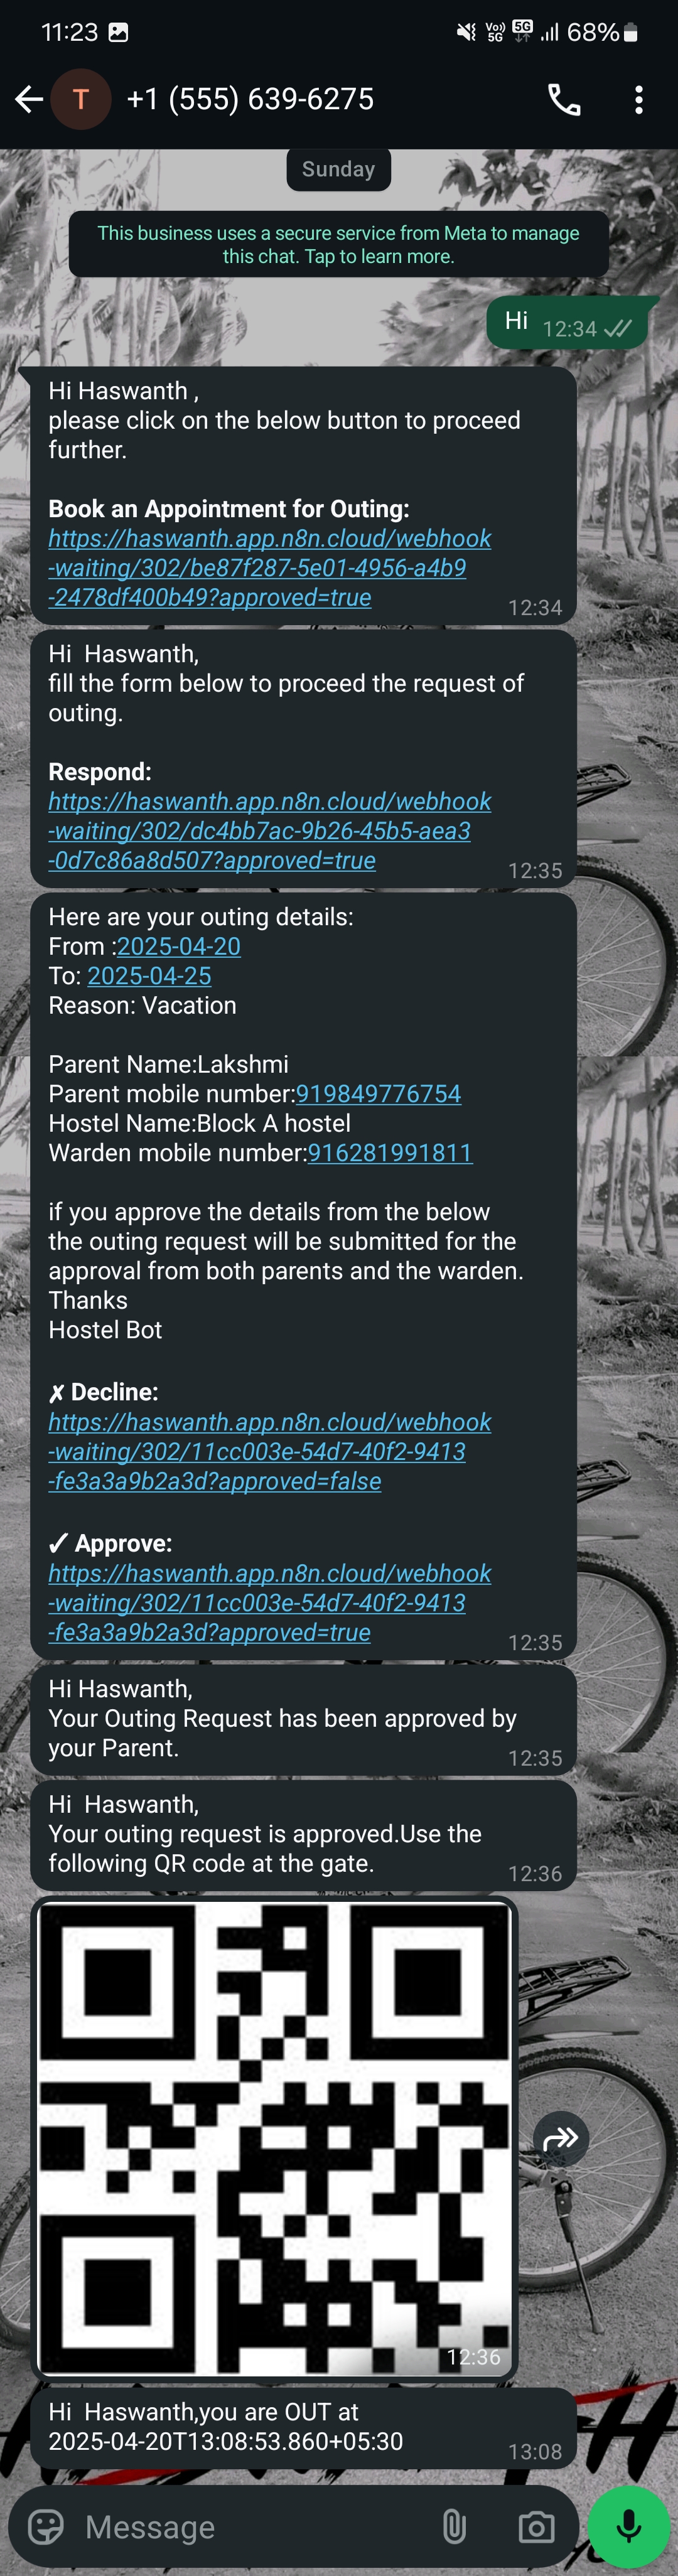 11:23
Vo) 5G 5G 68%
T +1 (555) 639-6275
Sunday
This business uses a secure service from Meta to manage
this chat. Tap to learn more.
Hi 12:34
Hi Haswanth ,
please click on the below button to proceed
further.
Book an Appointment for Outing:
https://haswanth.app.n8n.cloud/webhook
-waiting/302/be87f287-5e01-4956-a4b9
-2478df400b49?approved=true
12:34
Hi  Haswanth,
fill the form below to proceed the request of
outing.
Respond:
https://haswanth.app.n8n.cloud/webhook
-waiting/302/dc4bb7ac-9b26-45b5-aea3
-0d7c86a8d507?approved=true
12:35
Here are your outing details:
From :2025-04-20
To: 2025-04-25
Reason: Vacation
Parent Name:Lakshmi
Parent mobile number:919849776754
Hostel Name:Block A hostel
Warden mobile number:916281991811
if you approve the details from the below
the outing request will be submitted for the
approval from both parents and the warden.
Thanks
Hostel Bot
✗ Decline:
https://haswanth.app.n8n.cloud/webhook
-waiting/302/11cc003e-54d7-40f2-9413
-fe3a3a9b2a3d?approved=false
✓ Approve:
https://haswanth.app.n8n.cloud/webhook
-waiting/302/11cc003e-54d7-40f2-9413
-fe3a3a9b2a3d?approved=true
12:35
Hi Haswanth,
Your Outing Request has been approved by
your Parent.
12:35
Hi  Haswanth,
Your outing request is approved.Use the
following QR code at the gate.
12:36
12:36
Hi  Haswanth,you are OUT at
2025-04-20T13:08:53.860+05:30
13:08
Message